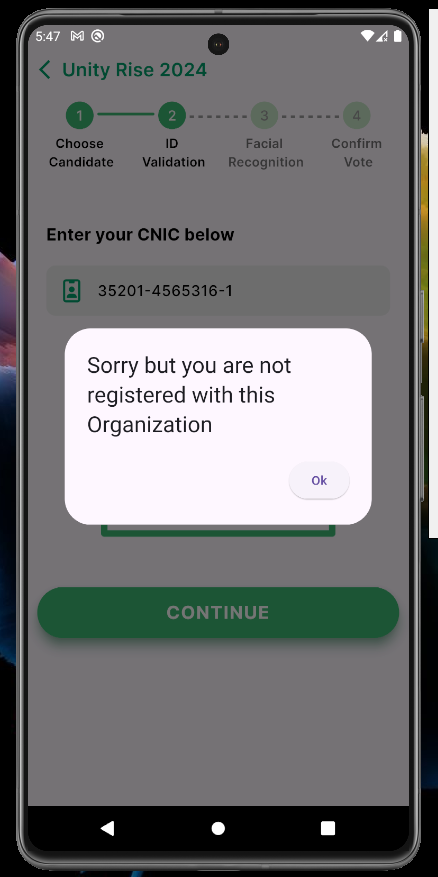 5:47
Unity Rise 2024
1 2 3 4
Choose ID Facial Confirm
Candidate Validation Recognition Vote
Enter your CNIC below
35201-4565316-1
Sorry but you are not
registered with this
Organization
Ok
CONTINUE